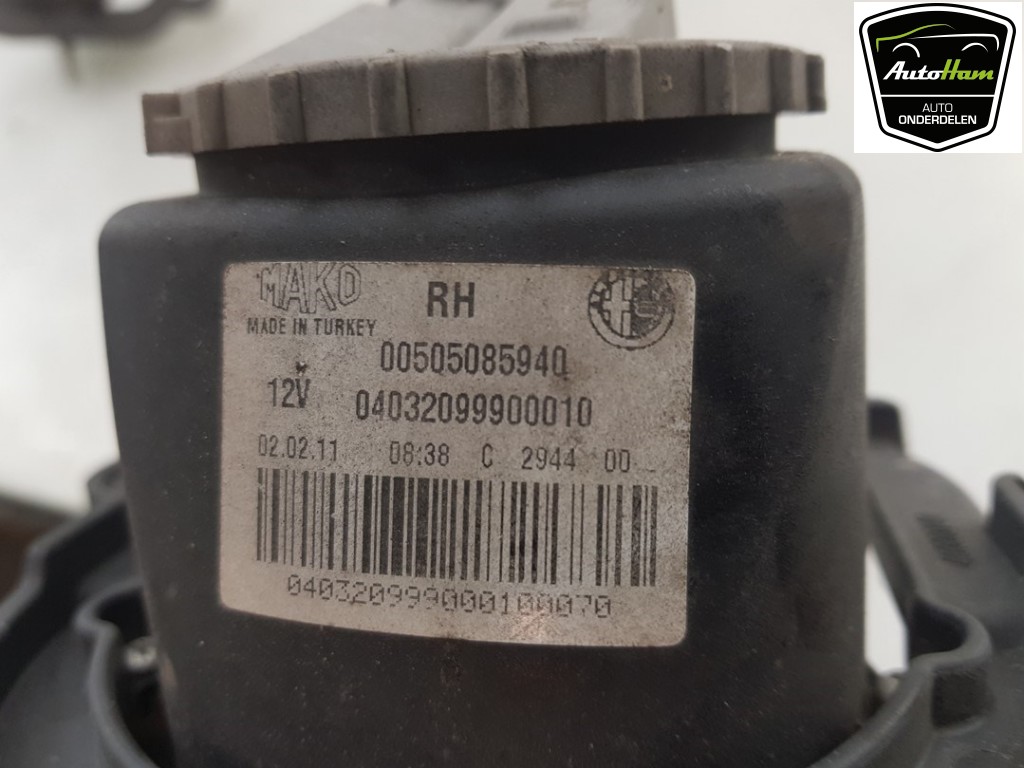 AutoHam
AUTO
ONDERDELEN
MAKO
MADE IN TURKEY
RH
00505085940
12V
04032099900010
02.02.11 08:38 C 2944 00
040320999000100070